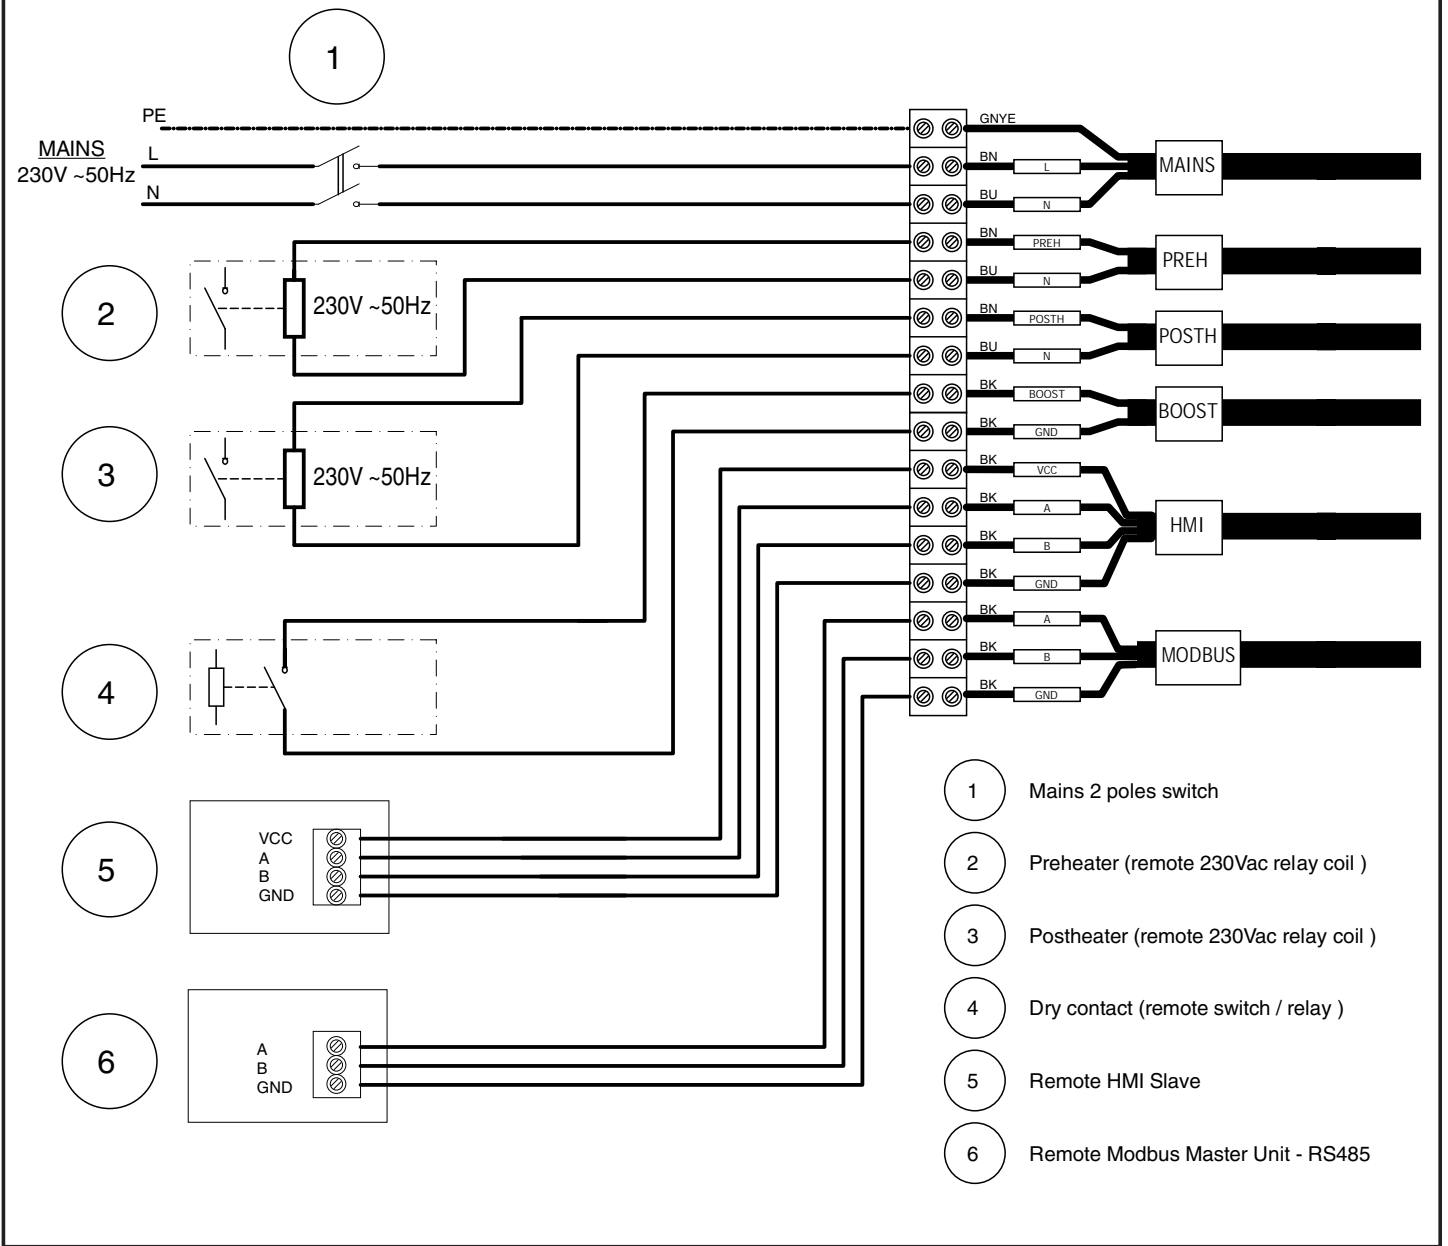 1
PE
MAINS
230V ~50Hz
L
N
GNYE
BN
L
BU
N
MAINS
BN
PREH
BU
N
PREH
BN
POSTH
BU
N
POSTH
BK
BOOST
BK
GND
BOOST
BK
VCC
BK
A
BK
B
BK
GND
HMI
BK
A
BK
B
BK
GND
MODBUS
2
230V ~50Hz
3
230V ~50Hz
4
5
VCC
A
B
GND
6
A
B
GND
1 Mains 2 poles switch
2 Preheater (remote 230Vac relay coil )
3 Postheater (remote 230Vac relay coil )
4 Dry contact (remote switch / relay )
5 Remote HMI Slave
6 Remote Modbus Master Unit - RS485